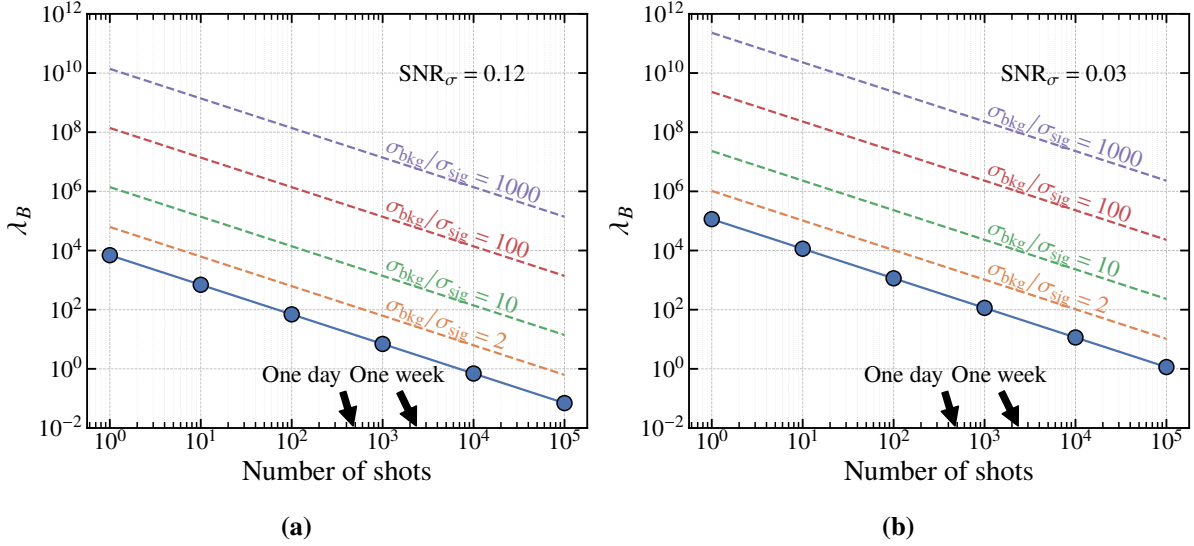 10^12
10^10
10^8
10^6
10^4
10^2
10^0
10^-2
λ_B
SNR_σ = 0.12
σ_bkg/σ_sig = 1000
σ_bkg/σ_sig = 100
σ_bkg/σ_sig = 10
σ_bkg/σ_sig = 2
One day One week
10^0 10^1 10^2 10^3 10^4 10^5
Number of shots
(a)
10^12
10^10
10^8
10^6
10^4
10^2
10^0
10^-2
λ_B
SNR_σ = 0.03
σ_bkg/σ_sig = 1000
σ_bkg/σ_sig = 100
σ_bkg/σ_sig = 10
σ_bkg/σ_sig = 2
One day One week
10^0 10^1 10^2 10^3 10^4 10^5
Number of shots
(b)